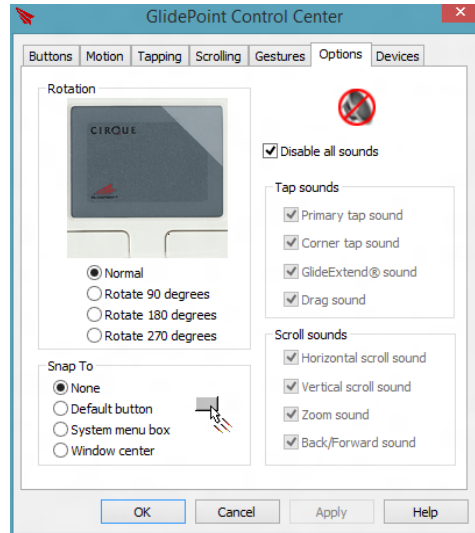 GlidePoint Control Center
Buttons Motion Tapping Scrolling Gestures Options Devices
Rotation
CIRQUE
Normal
Rotate 90 degrees
Rotate 180 degrees
Rotate 270 degrees
Snap To
None
Default button
System menu box
Window center
Disable all sounds
Tap sounds
Primary tap sound
Corner tap sound
GlideExtend® sound
Drag sound
Scroll sounds
Horizontal scroll sound
Vertical scroll sound
Zoom sound
Back/Forward sound
OK Cancel Apply Help